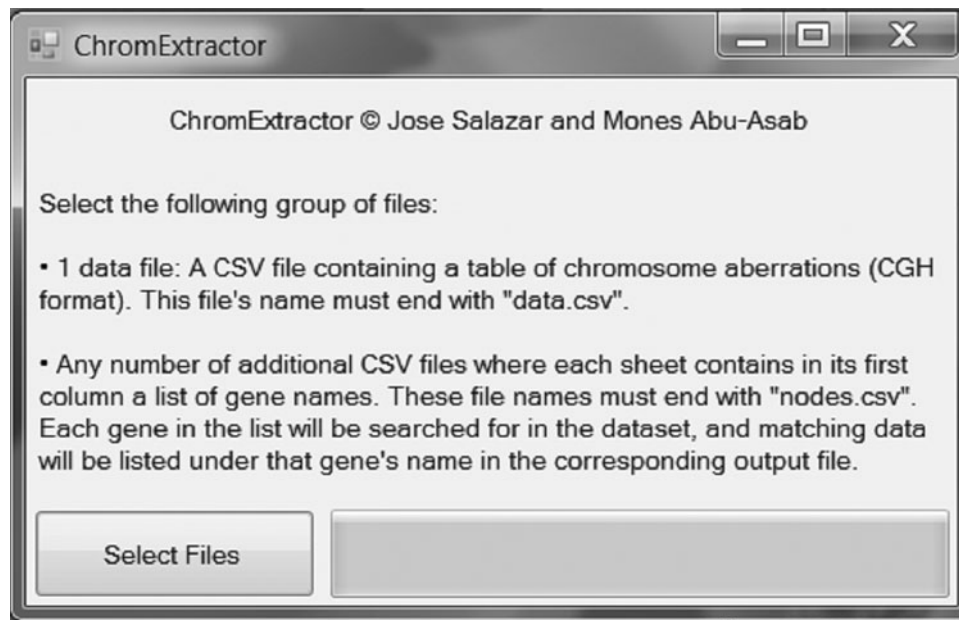 ChromExtractor
ChromExtractor © Jose Salazar and Mones Abu-Asab
Select the following group of files:
• 1 data file: A CSV file containing a table of chromosome aberrations (CGH
format). This file's name must end with "data.csv".
• Any number of additional CSV files where each sheet contains in its first
column a list of gene names. These file names must end with "nodes.csv".
Each gene in the list will be searched for in the dataset, and matching data
will be listed under that gene's name in the corresponding output file.
Select Files